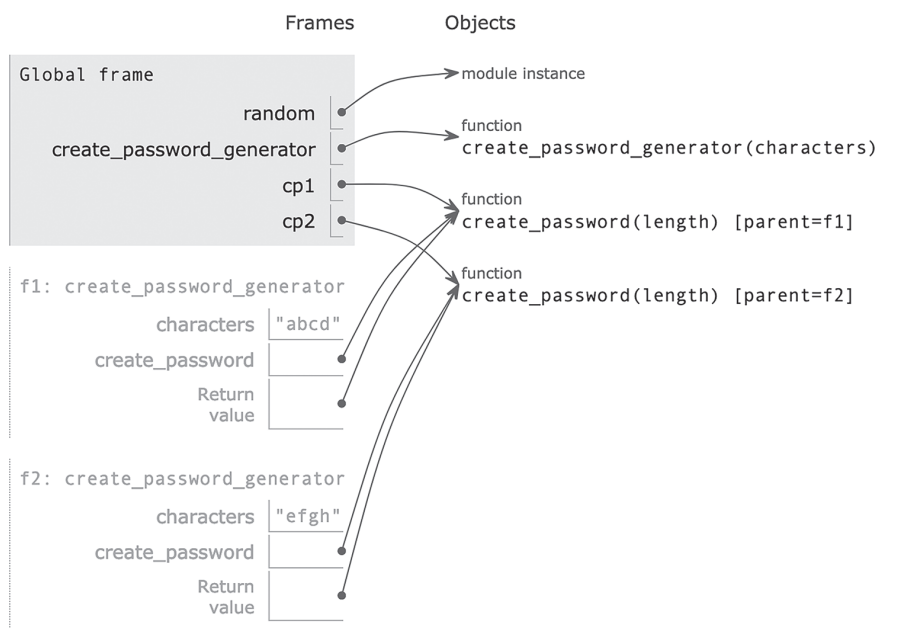 Frames
Objects
Global frame
random
create_password_generator
cp1
cp2
module instance
function
create_password_generator(characters)
function
create_password(length) [parent=f1]
function
create_password(length) [parent=f2]
f1: create_password_generator
characters "abcd"
create_password
Return
value
f2: create_password_generator
characters "efgh"
create_password
Return
value